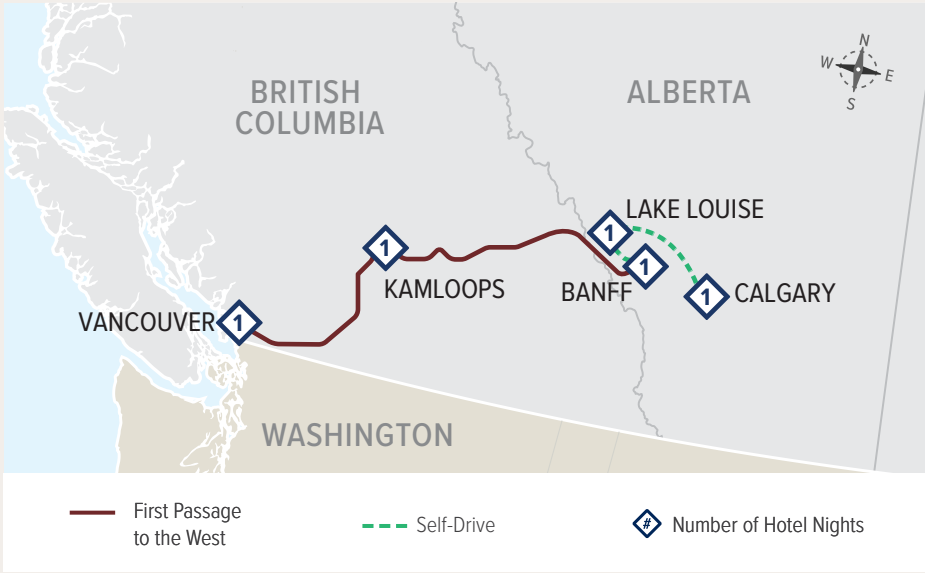 N
W
E
S
BRITISH
COLUMBIA
ALBERTA
LAKE LOUISE
1
1
KAMLOOPS
1
BANFF
1
CALGARY
VANCOUVER
1
WASHINGTON
First Passage
to the West
Self-Drive
#
Number of Hotel Nights